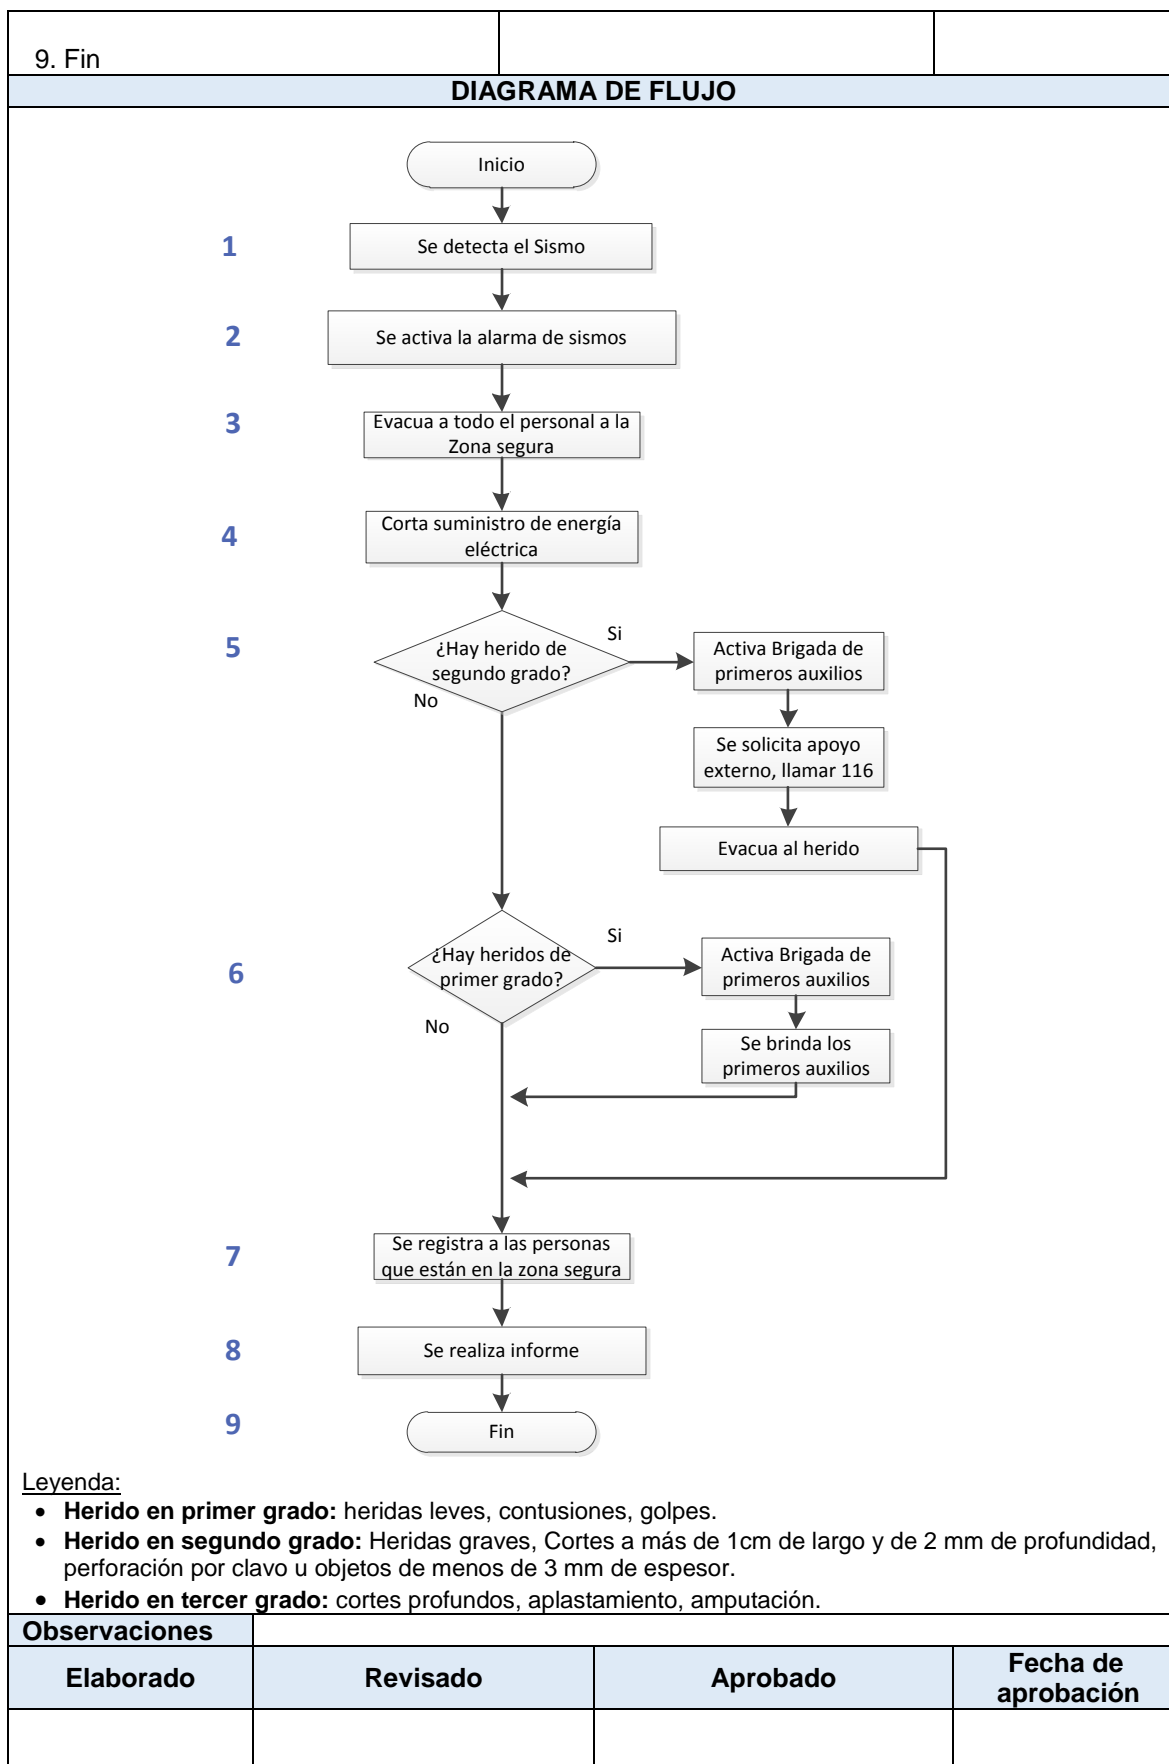 9. Fin
DIAGRAMA DE FLUJO
Inicio
1
Se detecta el Sismo
2
Se activa la alarma de sismos
3
Evacua a todo el personal a la
Zona segura
4
Corta suministro de energía
eléctrica
5
¿Hay herido de
segundo grado?
Si
No
Activa Brigada de
primeros auxilios
Se solicita apoyo
externo, llamar 116
Evacua al herido
6
¿Hay heridos de
primer grado?
Si
No
Activa Brigada de
primeros auxilios
Se brinda los
primeros auxilios
7
Se registra a las personas
que están en la zona segura
8
Se realiza informe
9
Fin
Leyenda:
• Herido en primer grado: heridas leves, contusiones, golpes.
• Herido en segundo grado: Heridas graves, Cortes a más de 1cm de largo y de 2 mm de profundidad,
perforación por clavo u objetos de menos de 3 mm de espesor.
• Herido en tercer grado: cortes profundos, aplastamiento, amputación.
Observaciones
Elaborado
Revisado
Aprobado
Fecha de
aprobación